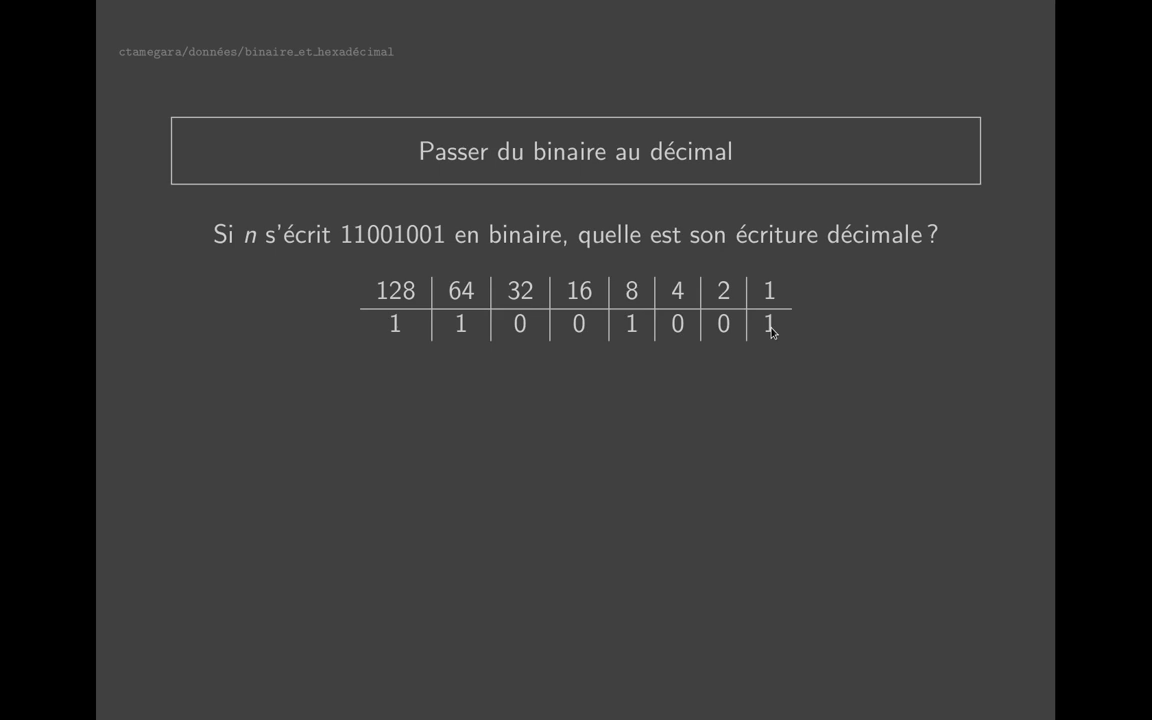 ctamegara/données/binaire_et_hexadécimal
Passer du binaire au décimal
Si n s'écrit 11001001 en binaire, quelle est son écriture décimale ?
128 64 32 16 8 4 2 1
1 1 0 0 1 0 0 1